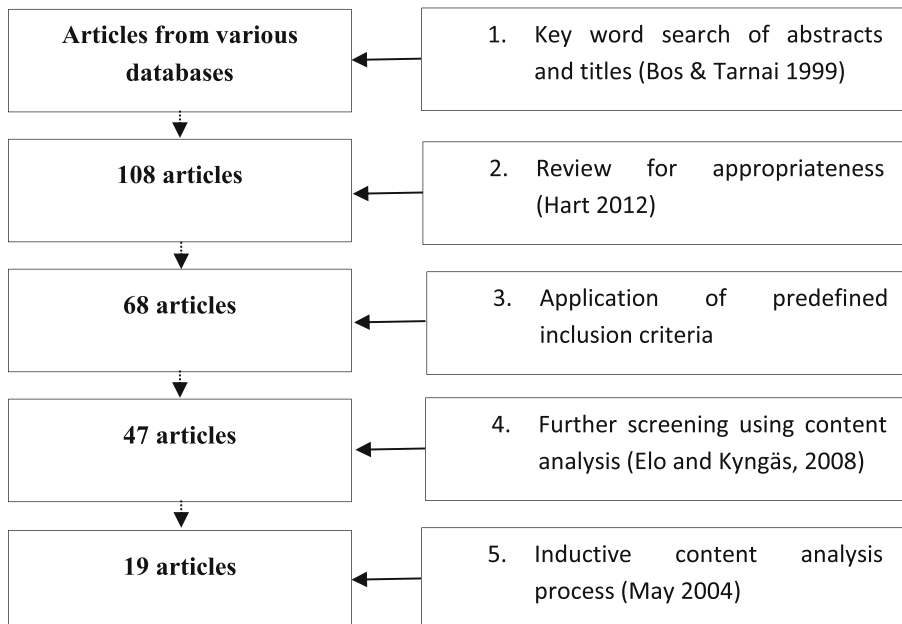 Articles from various
databases
1. Key word search of abstracts
and titles (Bos & Tarnai 1999)
108 articles
2. Review for appropriateness
(Hart 2012)
68 articles
3. Application of predefined
inclusion criteria
47 articles
4. Further screening using content
analysis (Elo and Kyngäs, 2008)
19 articles
5. Inductive content analysis
process (May 2004)